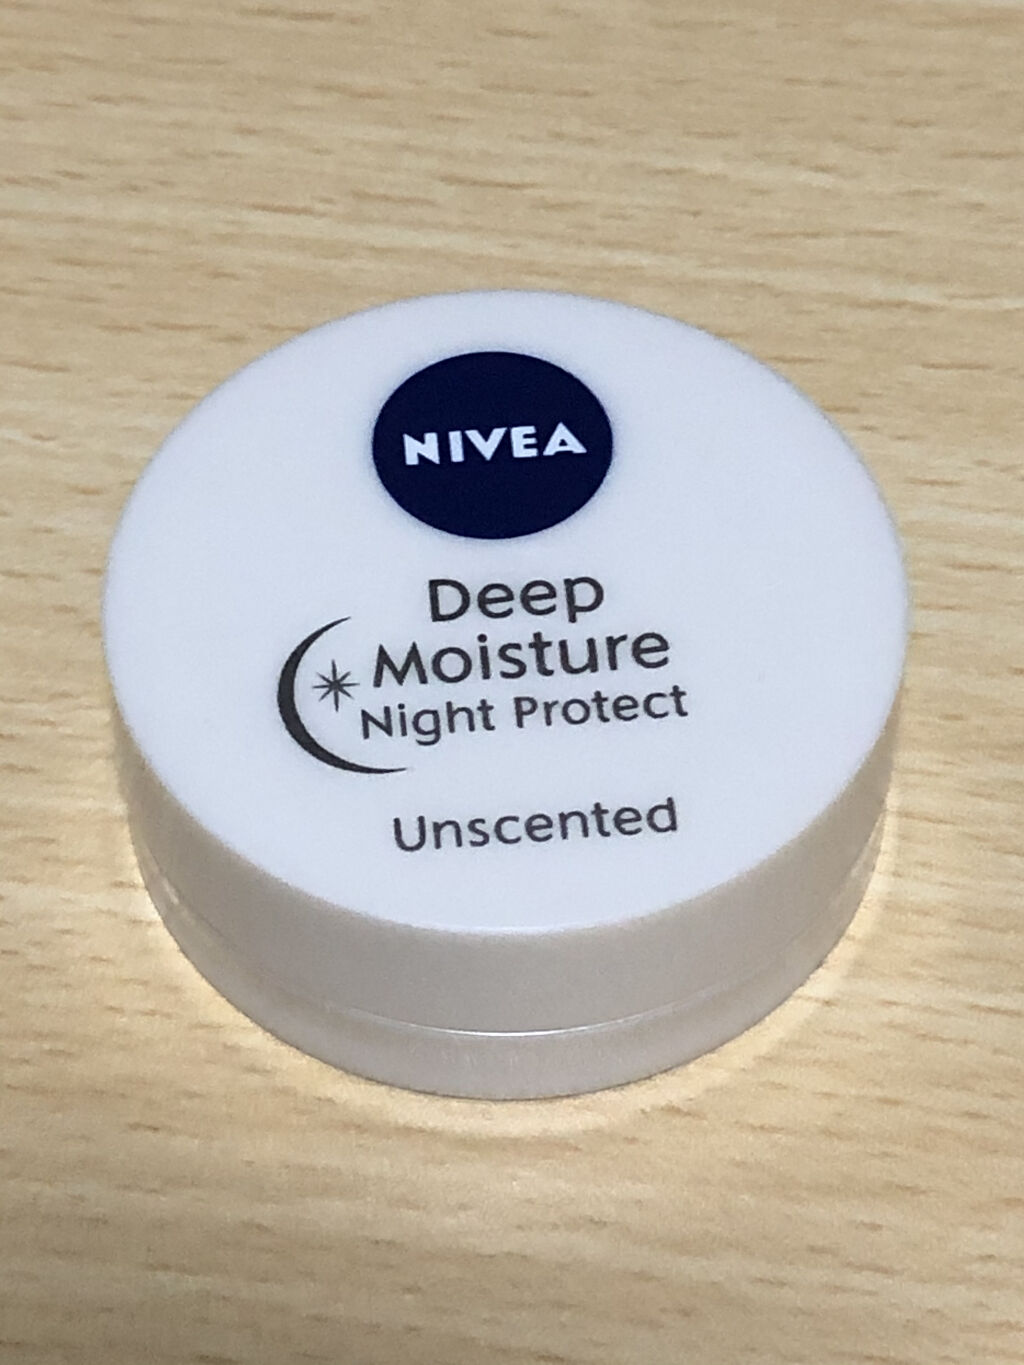 NIVEA
Deep
Moisture
Night Protect
Unscented